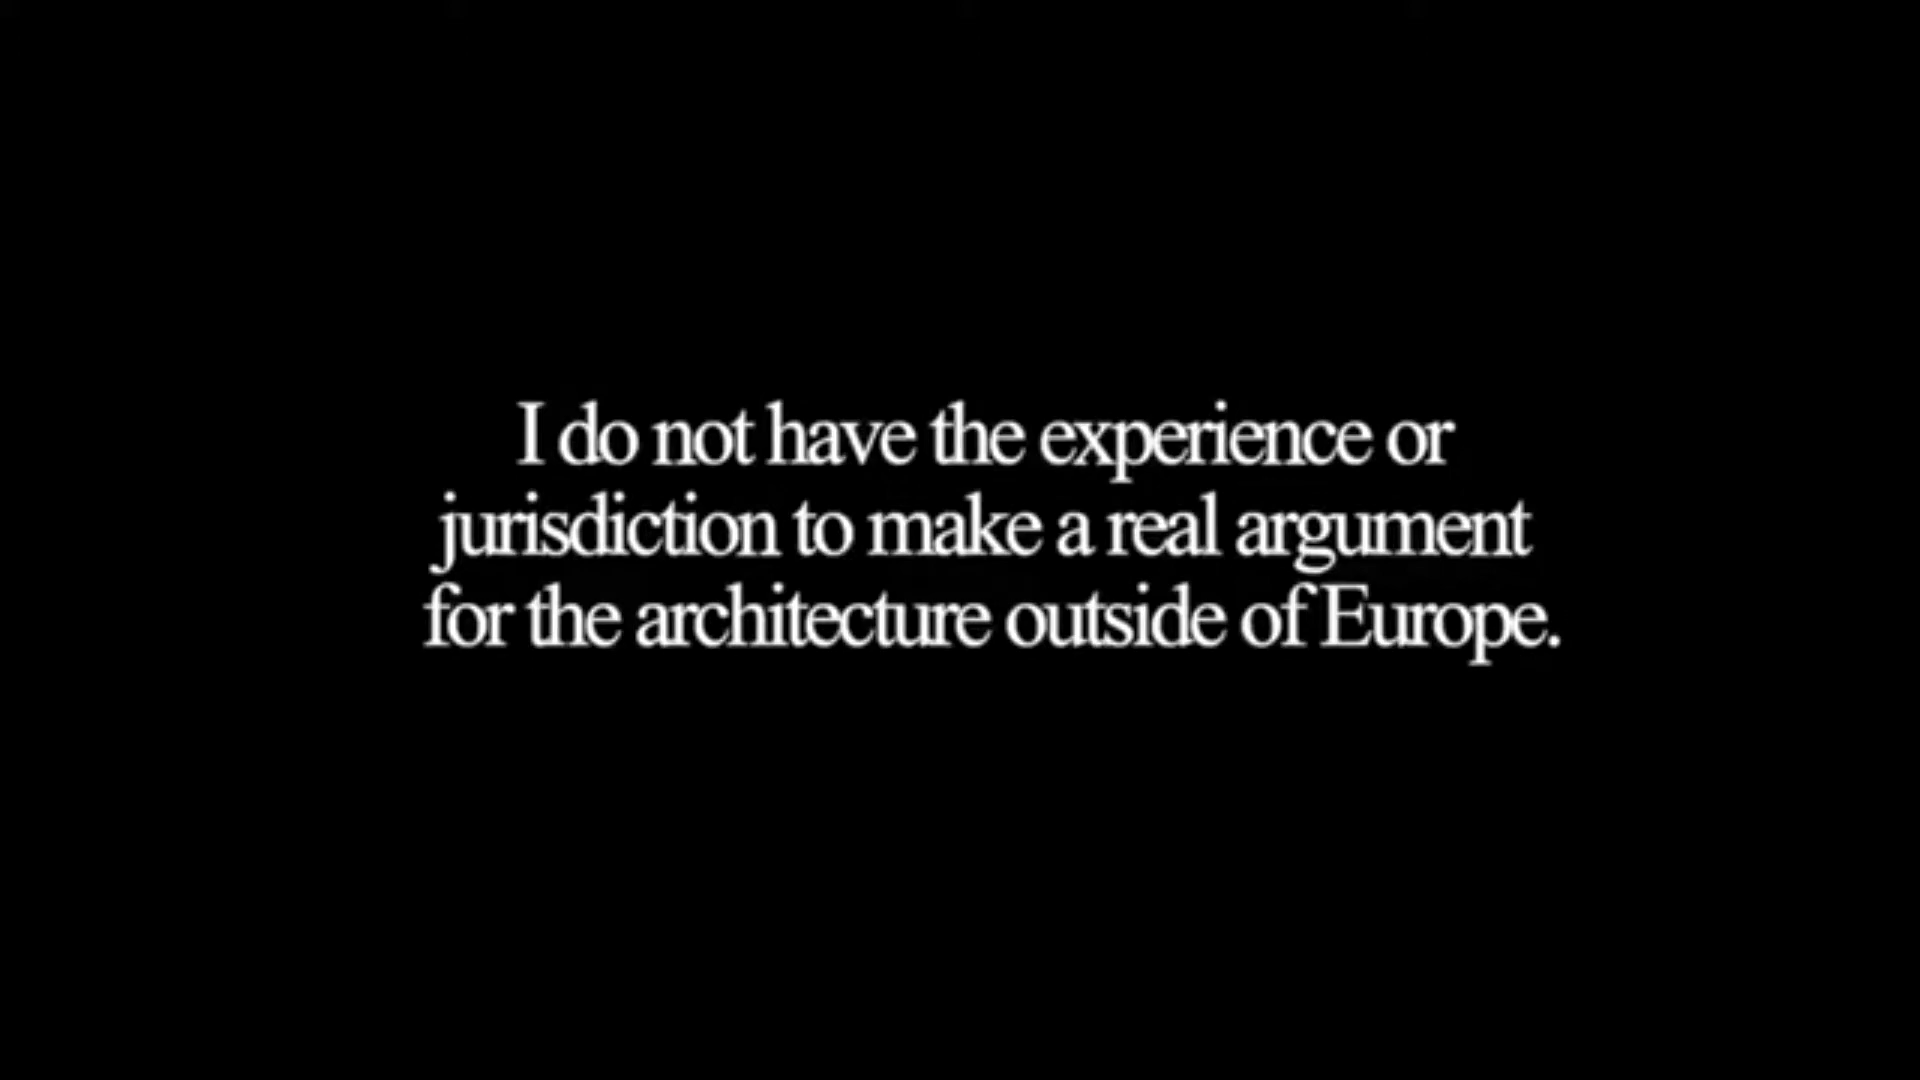 I do not have the experience or
jurisdiction to make a real argument
for the architecture outside of Europe.